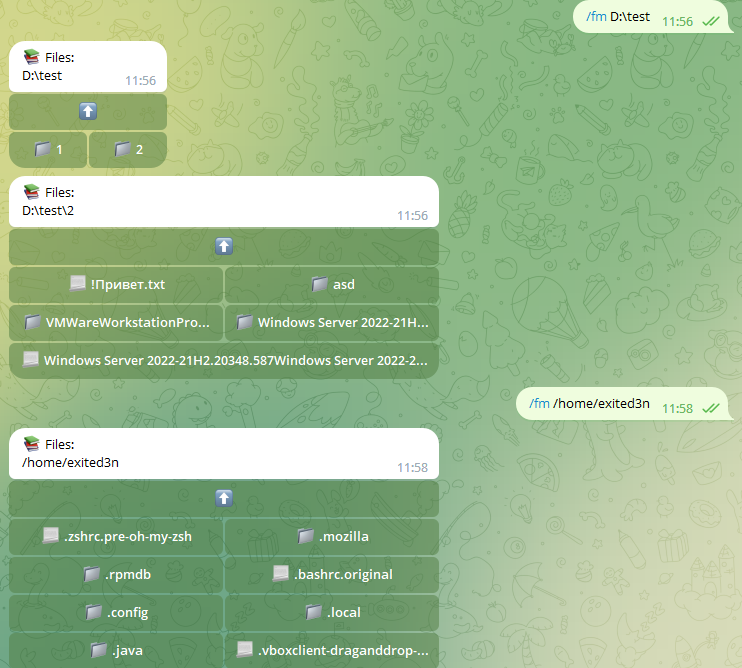 /fm D:\test 11:56
Files:
D:\test 11:56
1 2
Files:
D:\test\2 11:56
!Привет.txt asd
VMWareWorkstationPro... Windows Server 2022-21H...
Windows Server 2022-21H2.20348.587Windows Server 2022-2...
/fm /home/exited3n 11:58
Files:
/home/exited3n 11:58
.zshrc.pre-oh-my-zsh .mozilla
.rpmdb .bashrc.original
.config .local
.java .vboxclient-draganddrop-...